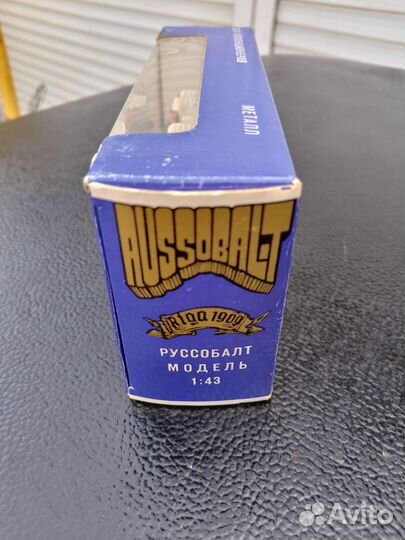 МЕТАЛЛ
RUSSOBALT
Riga 1909
РУССОБАЛТ
МОДЕЛЬ
1:43
Avito